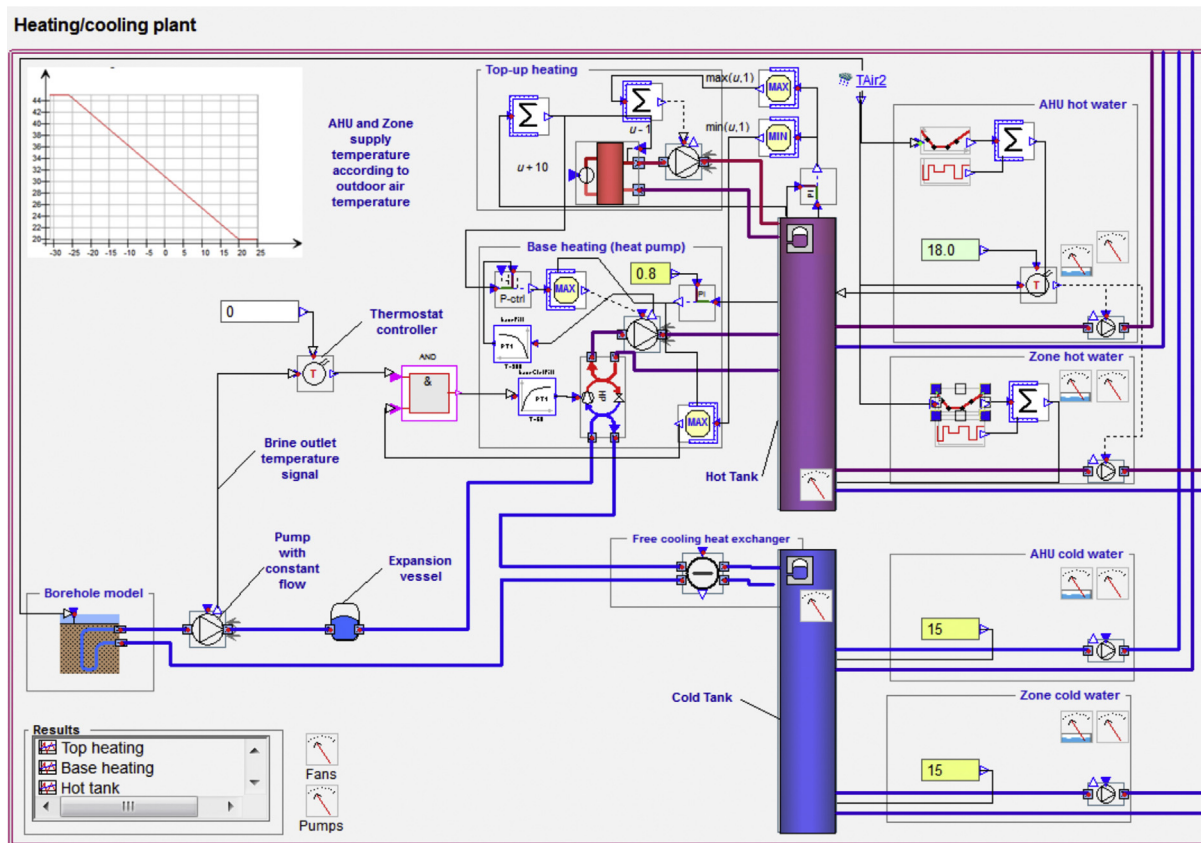 Heating/cooling plant
44
42
40
38
36
34
32
30
28
26
24
22
20
-30 -25 -20 -15 -10 -5 0 5 10 15 20 25
AHU and Zone
supply
temperature
according to
outdoor air
temperature
Top-up heating
Σ
Σ
u - 1
u + 10
max(u,1)
MAX
min(u,1)
MIN
PI
TAir2
AHU hot water
Σ
18.0
T
Base heating (heat pump)
P-ctrl
MAX
0.8
PI
PT1
PT1
MAX
0
Thermostat
controller
T
AND
&
Brine outlet
temperature
signal
Hot Tank
Zone hot water
Σ
Pump
with
constant
flow
Expansion
vessel
Free cooling heat exchanger
Borehole model
AHU cold water
15
Cold Tank
Zone cold water
15
Results
Top heating
Base heating
Hot tank
Fans
Pumps